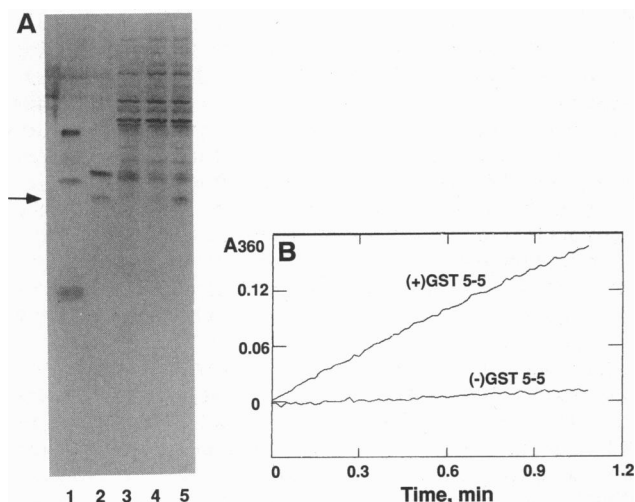 A
1 2 3 4 5
A360
B
(+)GST 5-5
0.12
0.06
(-)GST 5-5
0
0 0.3 0.6 0.9 1.2
Time, min